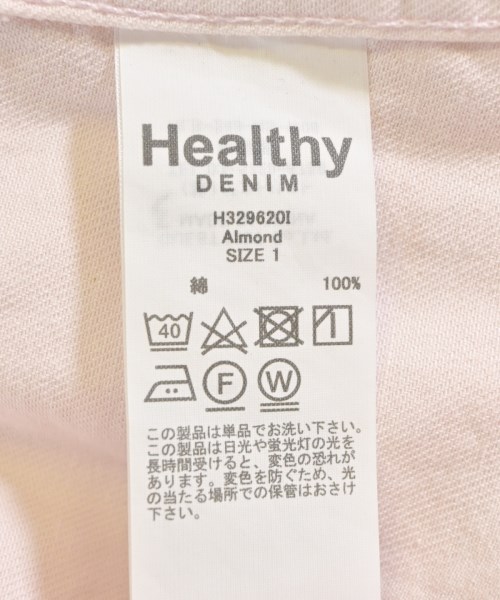 Healthy
DENIM
H329620I
Almond
SIZE 1
綿 100%
40
F W
この製品は単品でお洗い下さい。
この製品は日光や蛍光灯の光を
長時間受けると、変色の恐れが
あります。変色を防ぐため、光
の当たる場所での保管はおさけ
下さい。